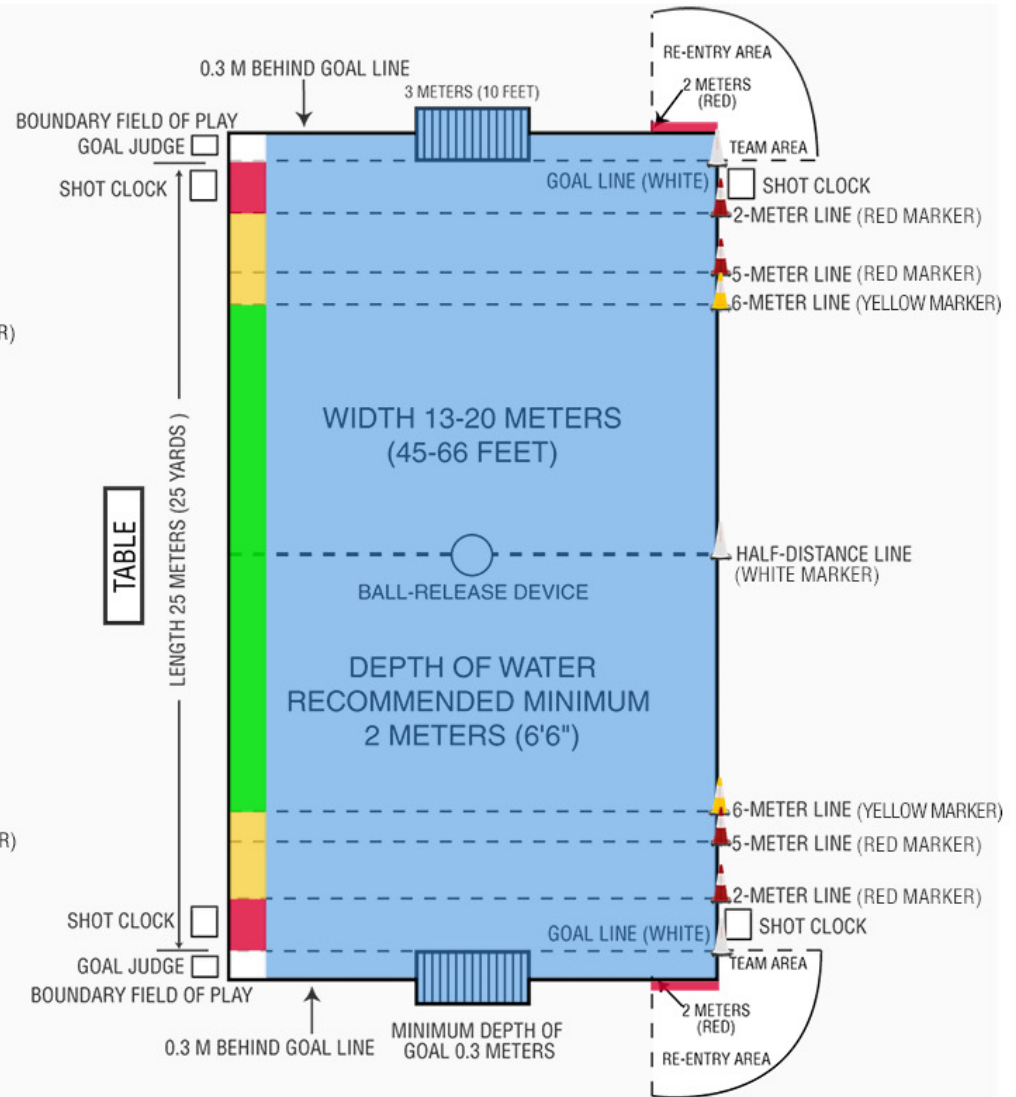 RE-ENTRY AREA
0.3 M BEHIND GOAL LINE
3 METERS (10 FEET)
2 METERS
(RED)
BOUNDARY FIELD OF PLAY
GOAL JUDGE
TEAM AREA
SHOT CLOCK
GOAL LINE (WHITE)
SHOT CLOCK
2-METER LINE (RED MARKER)
5-METER LINE (RED MARKER)
6-METER LINE (YELLOW MARKER)
R)
WIDTH 13-20 METERS
(45-66 FEET)
LENGTH 25 METERS (25 YARDS )
TABLE
HALF-DISTANCE LINE
(WHITE MARKER)
BALL-RELEASE DEVICE
DEPTH OF WATER
RECOMMENDED MINIMUM
2 METERS (6'6")
6-METER LINE (YELLOW MARKER)
R)
5-METER LINE (RED MARKER)
2-METER LINE (RED MARKER)
SHOT CLOCK
GOAL LINE (WHITE)
SHOT CLOCK
GOAL JUDGE
TEAM AREA
BOUNDARY FIELD OF PLAY
2 METERS
(RED)
0.3 M BEHIND GOAL LINE
MINIMUM DEPTH OF
GOAL 0.3 METERS
RE-ENTRY AREA